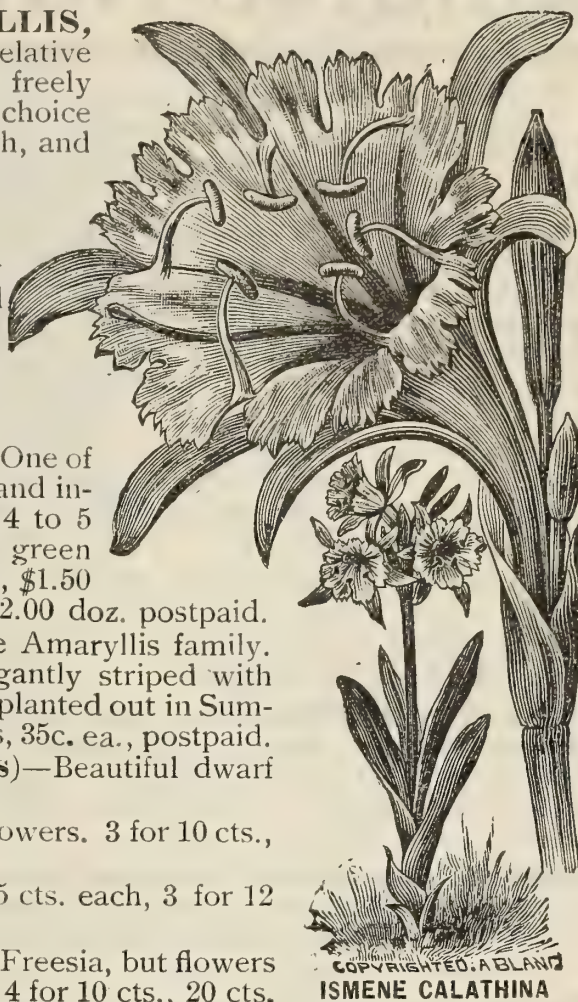 LLIS,
elative
freely
choice
h, and
One of
and in-
4 to 5
green
, $1.50
2.00 doz. postpaid.
e Amaryllis family.
gantly striped with
planted out in Sum-
s, 35c. ea., postpaid.
s)—Beautiful dwarf
owers. 3 for 10 cts.,
5 cts. each, 3 for 12
Freesia, but flowers
4 for 10 cts., 20 cts.
COPYRIGHTED. A BLANC
ISMENE CALATHINA